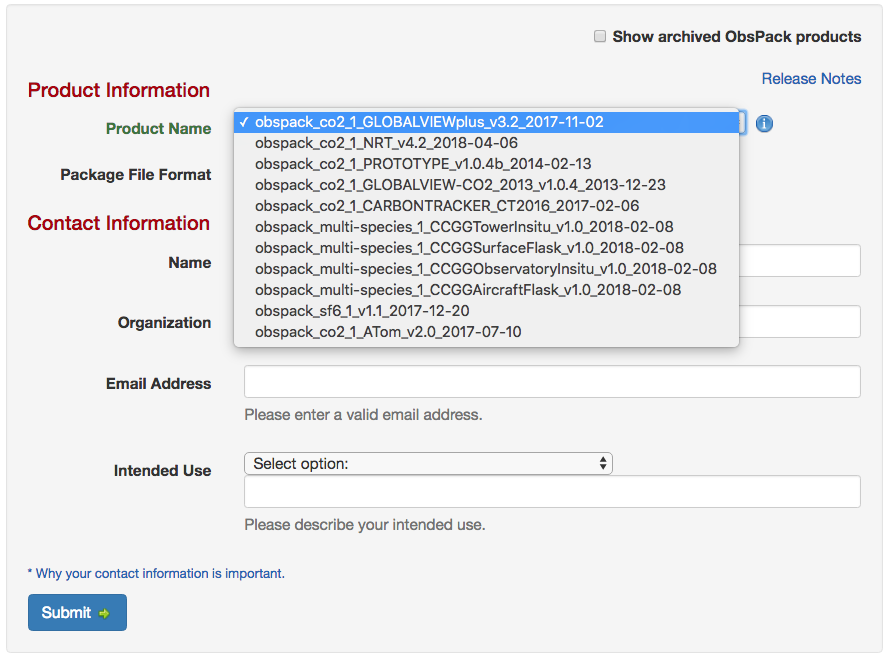 Show archived ObsPack products
Release Notes
Product Information
Product Name
✓ obspack_co2_1_GLOBALVIEWplus_v3.2_2017-11-02
obspack_co2_1_NRT_v4.2_2018-04-06
Package File Format
obspack_co2_1_PROTOTYPE_v1.0.4b_2014-02-13
obspack_co2_1_GLOBALVIEW-CO2_2013_v1.0.4_2013-12-23
obspack_co2_1_CARBONTRACKER_CT2016_2017-02-06
obspack_multi-species_1_CCGGTowerInsitu_v1.0_2018-02-08
obspack_multi-species_1_CCGGSurfaceFlask_v1.0_2018-02-08
obspack_multi-species_1_CCGGObservatoryInsitu_v1.0_2018-02-08
obspack_multi-species_1_CCGGAircraftFlask_v1.0_2018-02-08
obspack_sf6_1_v1.1_2017-12-20
obspack_co2_1_ATom_v2.0_2017-07-10
Contact Information
Name
Organization
Email Address
Please enter a valid email address.
Intended Use
Select option:
Please describe your intended use.
* Why your contact information is important.
Submit